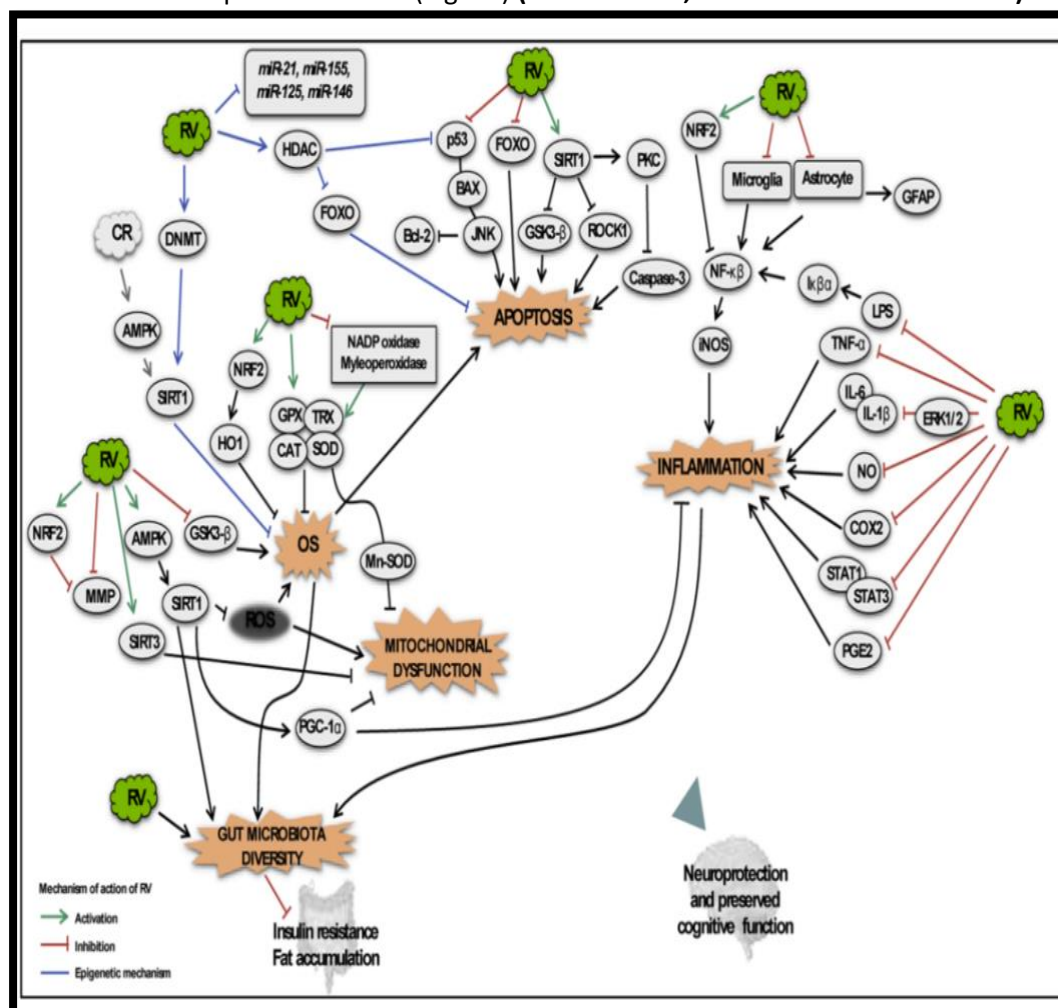 RV
miR-21, miR-155,
miR-125, miR-146
RV
HDAC
DNMT
CR
AMPK
SIRT1
FOXO
RV
p53
FOXO
SIRT1
PKC
BAX
Bcl-2
JNK
GSK3-β
ROCK1
Caspase-3
APOPTOSIS
RV
NRF2
Microglia
Astrocyte
GFAP
NF-κβ
Iκβα
LPS
iNOS
TNF-α
IL-6
IL-1β
ERK1/2
RV
INFLAMMATION
NO
COX2
STAT1
STAT3
PGE2
RV
NADP oxidase
Myleoperoxidase
NRF2
GPX
TRX
HO1
CAT
SOD
RV
NRF2
AMPK
GSK3-β
OS
Mn-SOD
MMP
SIRT1
ROS
SIRT3
MITOCHONDRIAL
DYSFUNCTION
PGC-1α
RV
GUT MICROBIOTA
DIVERSITY
Neuroprotection
and preserved
cognitive function
Mechanism of action of RV
Activation
Inhibition
Epigenetic mechanism
Insulin resistance
Fat accumulation